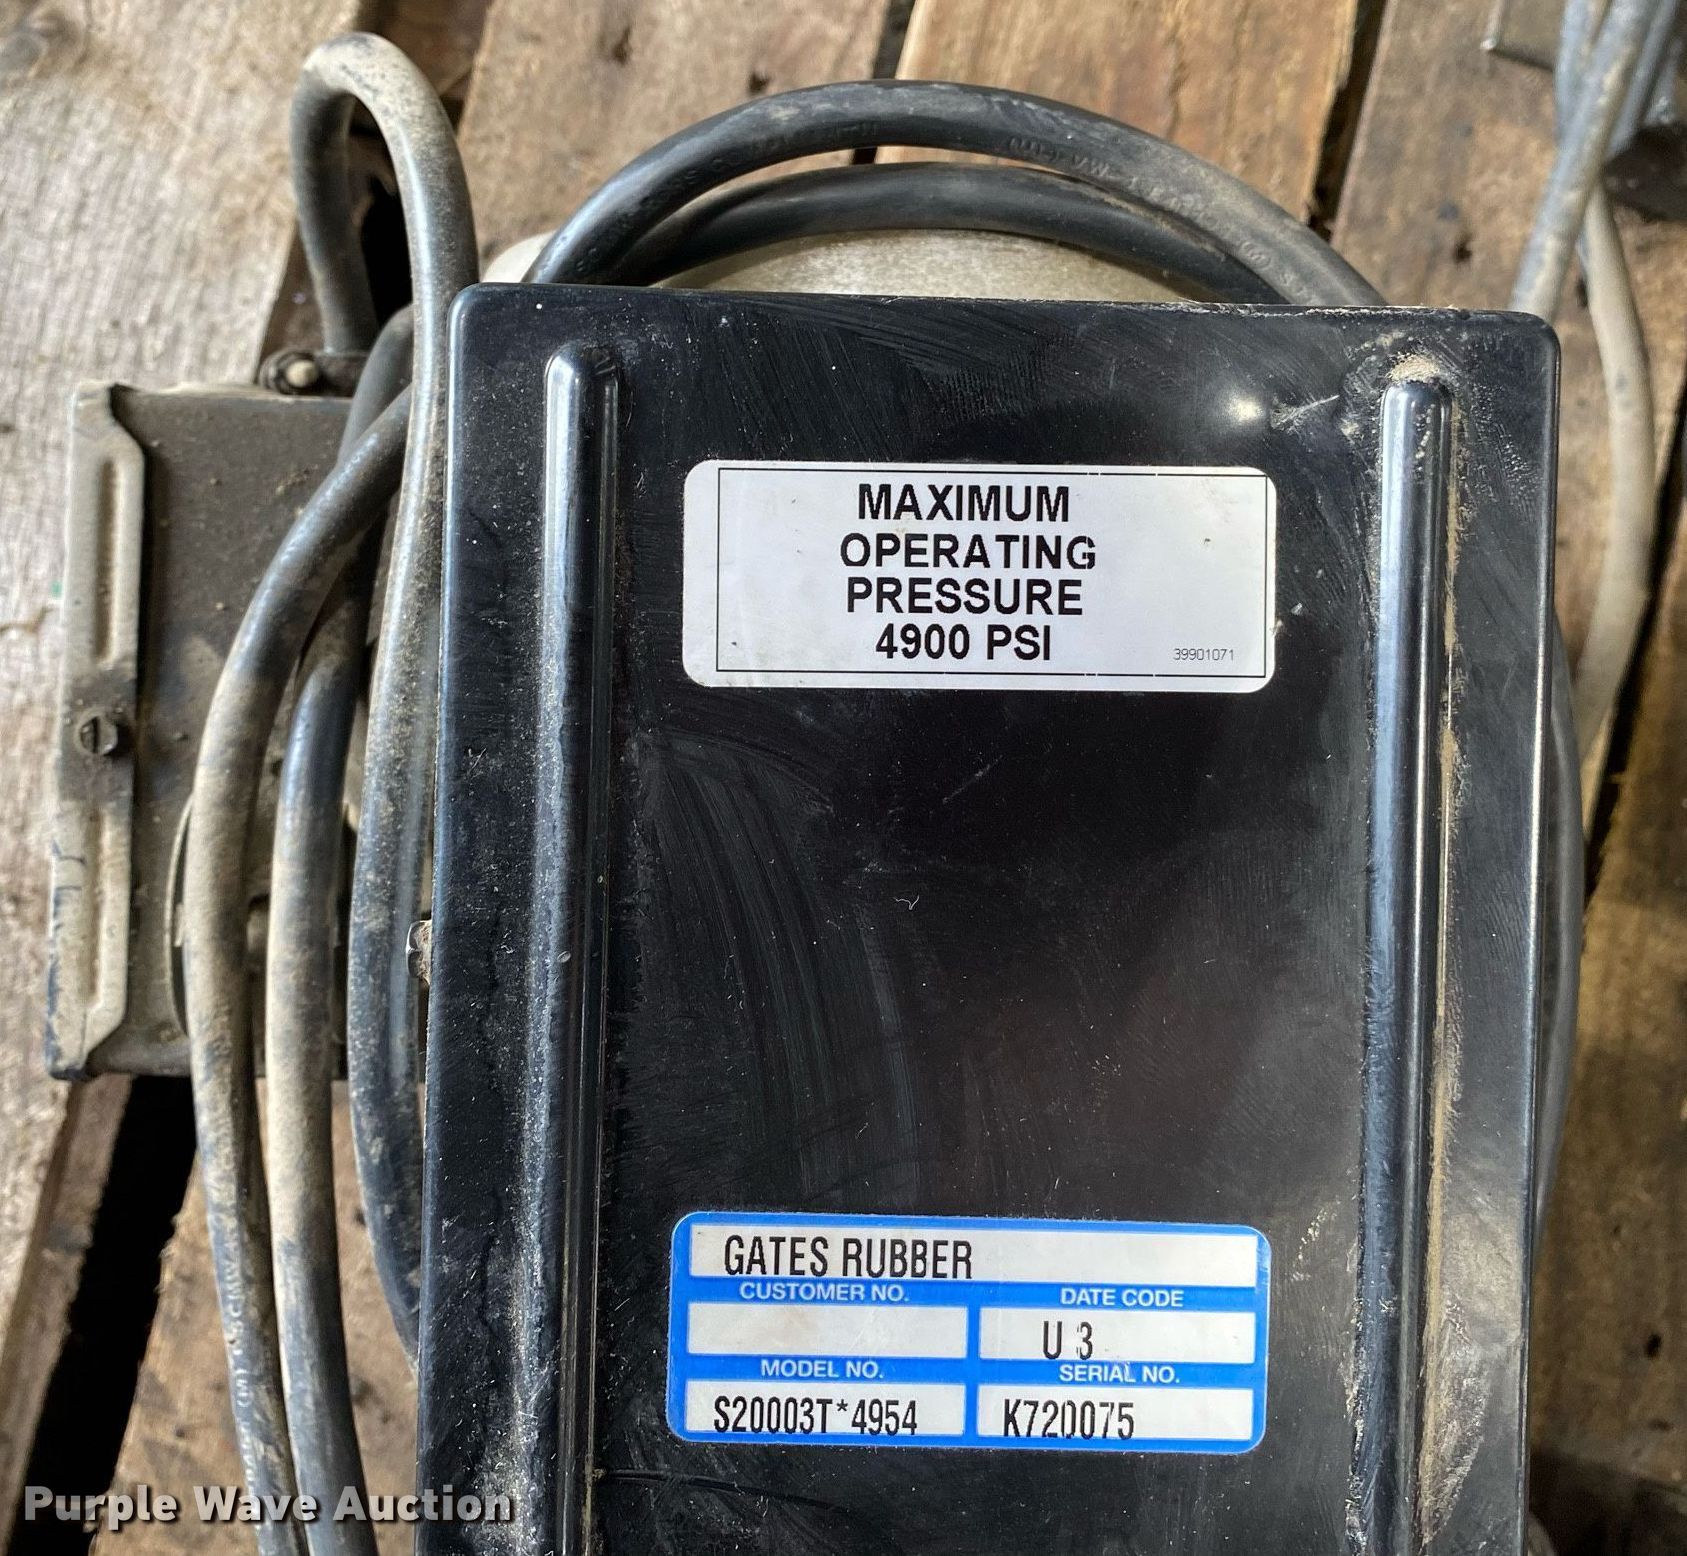 MAXIMUM
OPERATING
PRESSURE
4900 PSI
39901071
GATES RUBBER
CUSTOMER NO. DATE CODE
U 3
MODEL NO. SERIAL NO.
S20003T*4954 K720075
Purple Wave Auction